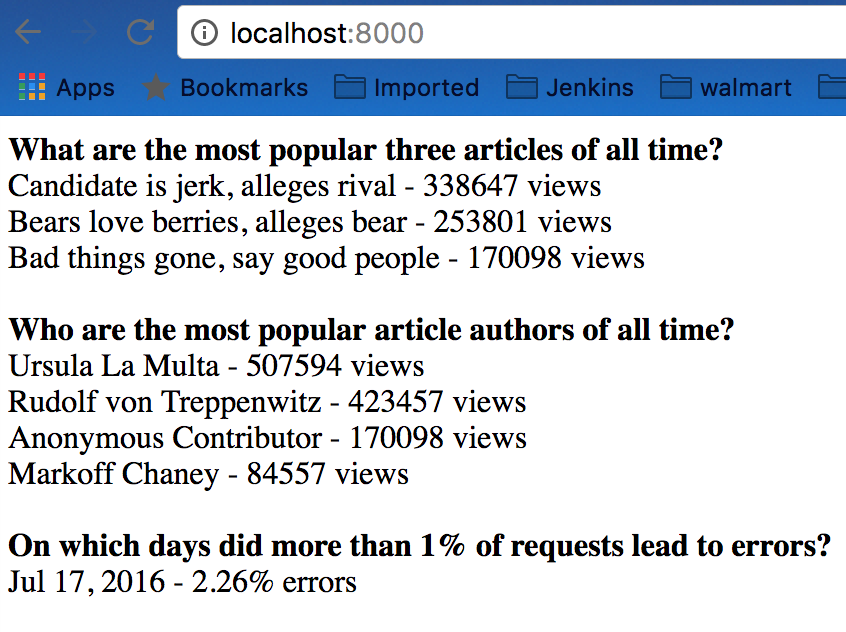 localhost:8000
Apps Bookmarks Imported Jenkins walmart
What are the most popular three articles of all time?
Candidate is jerk, alleges rival - 338647 views
Bears love berries, alleges bear - 253801 views
Bad things gone, say good people - 170098 views
Who are the most popular article authors of all time?
Ursula La Multa - 507594 views
Rudolf von Treppenwitz - 423457 views
Anonymous Contributor - 170098 views
Markoff Chaney - 84557 views
On which days did more than 1% of requests lead to errors?
Jul 17, 2016 - 2.26% errors